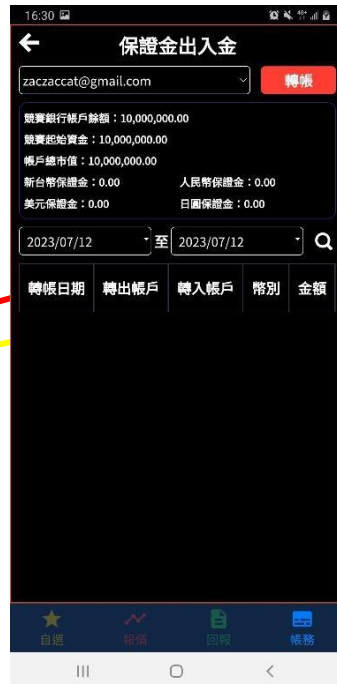 16:30
保證金出入金
zaczaccat@gmail.com 轉帳
競賽銀行帳戶餘額：10,000,000.00
競賽起始資金：10,000,000.00
帳戶總市值：10,000,000.00
新台幣保證金：0.00 人民幣保證金：0.00
美元保證金：0.00 日圓保證金：0.00
2023/07/12 至 2023/07/12
轉帳日期 轉出帳戶 轉入帳戶 幣別 金額
自選 報價 回報 帳務